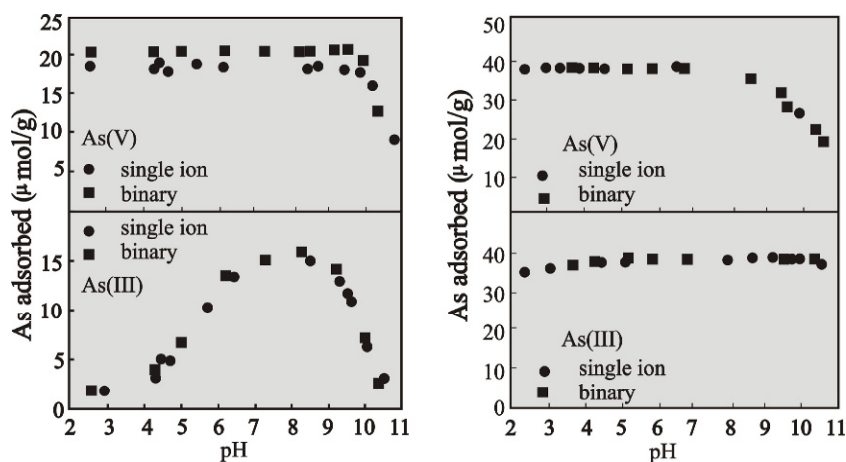 25
20
15
10
5
As(V)
single ion
binary
single ion
binary
As(III)
15
10
5
0
2 3 4 5 6 7 8 9 10 11
pH
As adsorbed (μ mol/g)
50
40
30
20
10
As(V)
single ion
binary
40
30
40
10
0
As(III)
single ion
binary
2 3 4 5 6 7 8 9 10 11
pH
As adsorbed (μ mol/g)